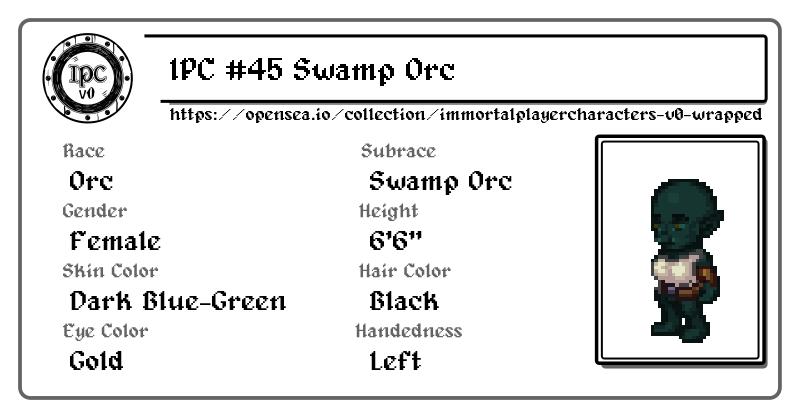 IPC
v0
IPC #45 Swamp Orc
https://opensea.io/collection/immortalplayercharacters-v0-wrapped
Race
Orc
Subrace
Swamp Orc
Gender
Female
Height
6'6"
Skin Color
Dark Blue-Green
Hair Color
Black
Eye Color
Gold
Handedness
Left